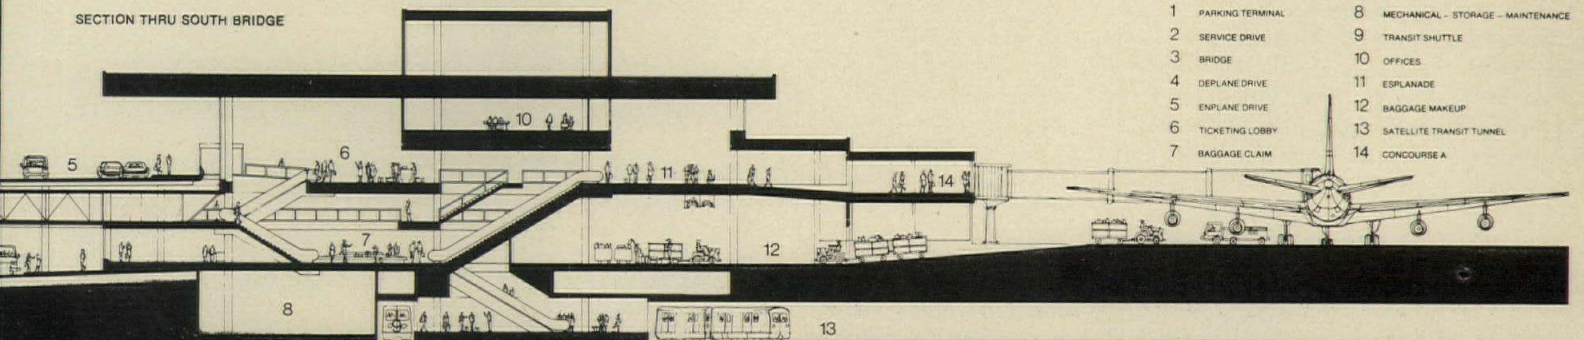 SECTION THRU SOUTH BRIDGE
1 PARKING TERMINAL
2 SERVICE DRIVE
3 BRIDGE
4 DEPLANE DRIVE
5 ENPLANE DRIVE
6 TICKETING LOBBY
7 BAGGAGE CLAIM
8 MECHANICAL - STORAGE - MAINTENANCE
9 TRANSIT SHUTTLE
10 OFFICES
11 ESPLANADE
12 BAGGAGE MAKEUP
13 SATELLITE TRANSIT TUNNEL
14 CONCOURSE A
10
5
6
11
14
7
12
8
9
13